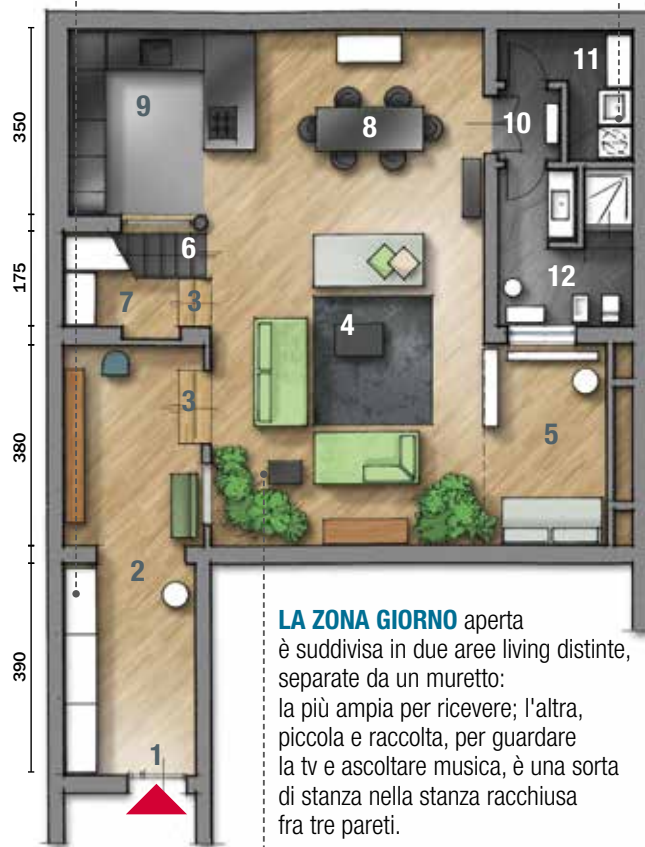 11
9
350
8
10
6
175
7
3
12
4
3
380
5
2
LA ZONA GIORNO aperta
è suddivisa in due aree living distinte,
separate da un muretto:
la più ampia per ricevere; l'altra,
piccola e raccolta, per guardare
la tv e ascoltare musica, è una sorta
di stanza nella stanza racchiusa
fra tre pareti.
390
1